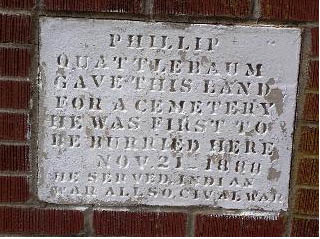 PHILLIP
QUATTLEBAUM
GAVE THIS LAND
FOR A CEMETERY
HE WAS FIRST TO
BE BURRIED HERE
NOV 21, 1880
HE SERVED INDIAN
WAR ALLSO CIVAL WAR